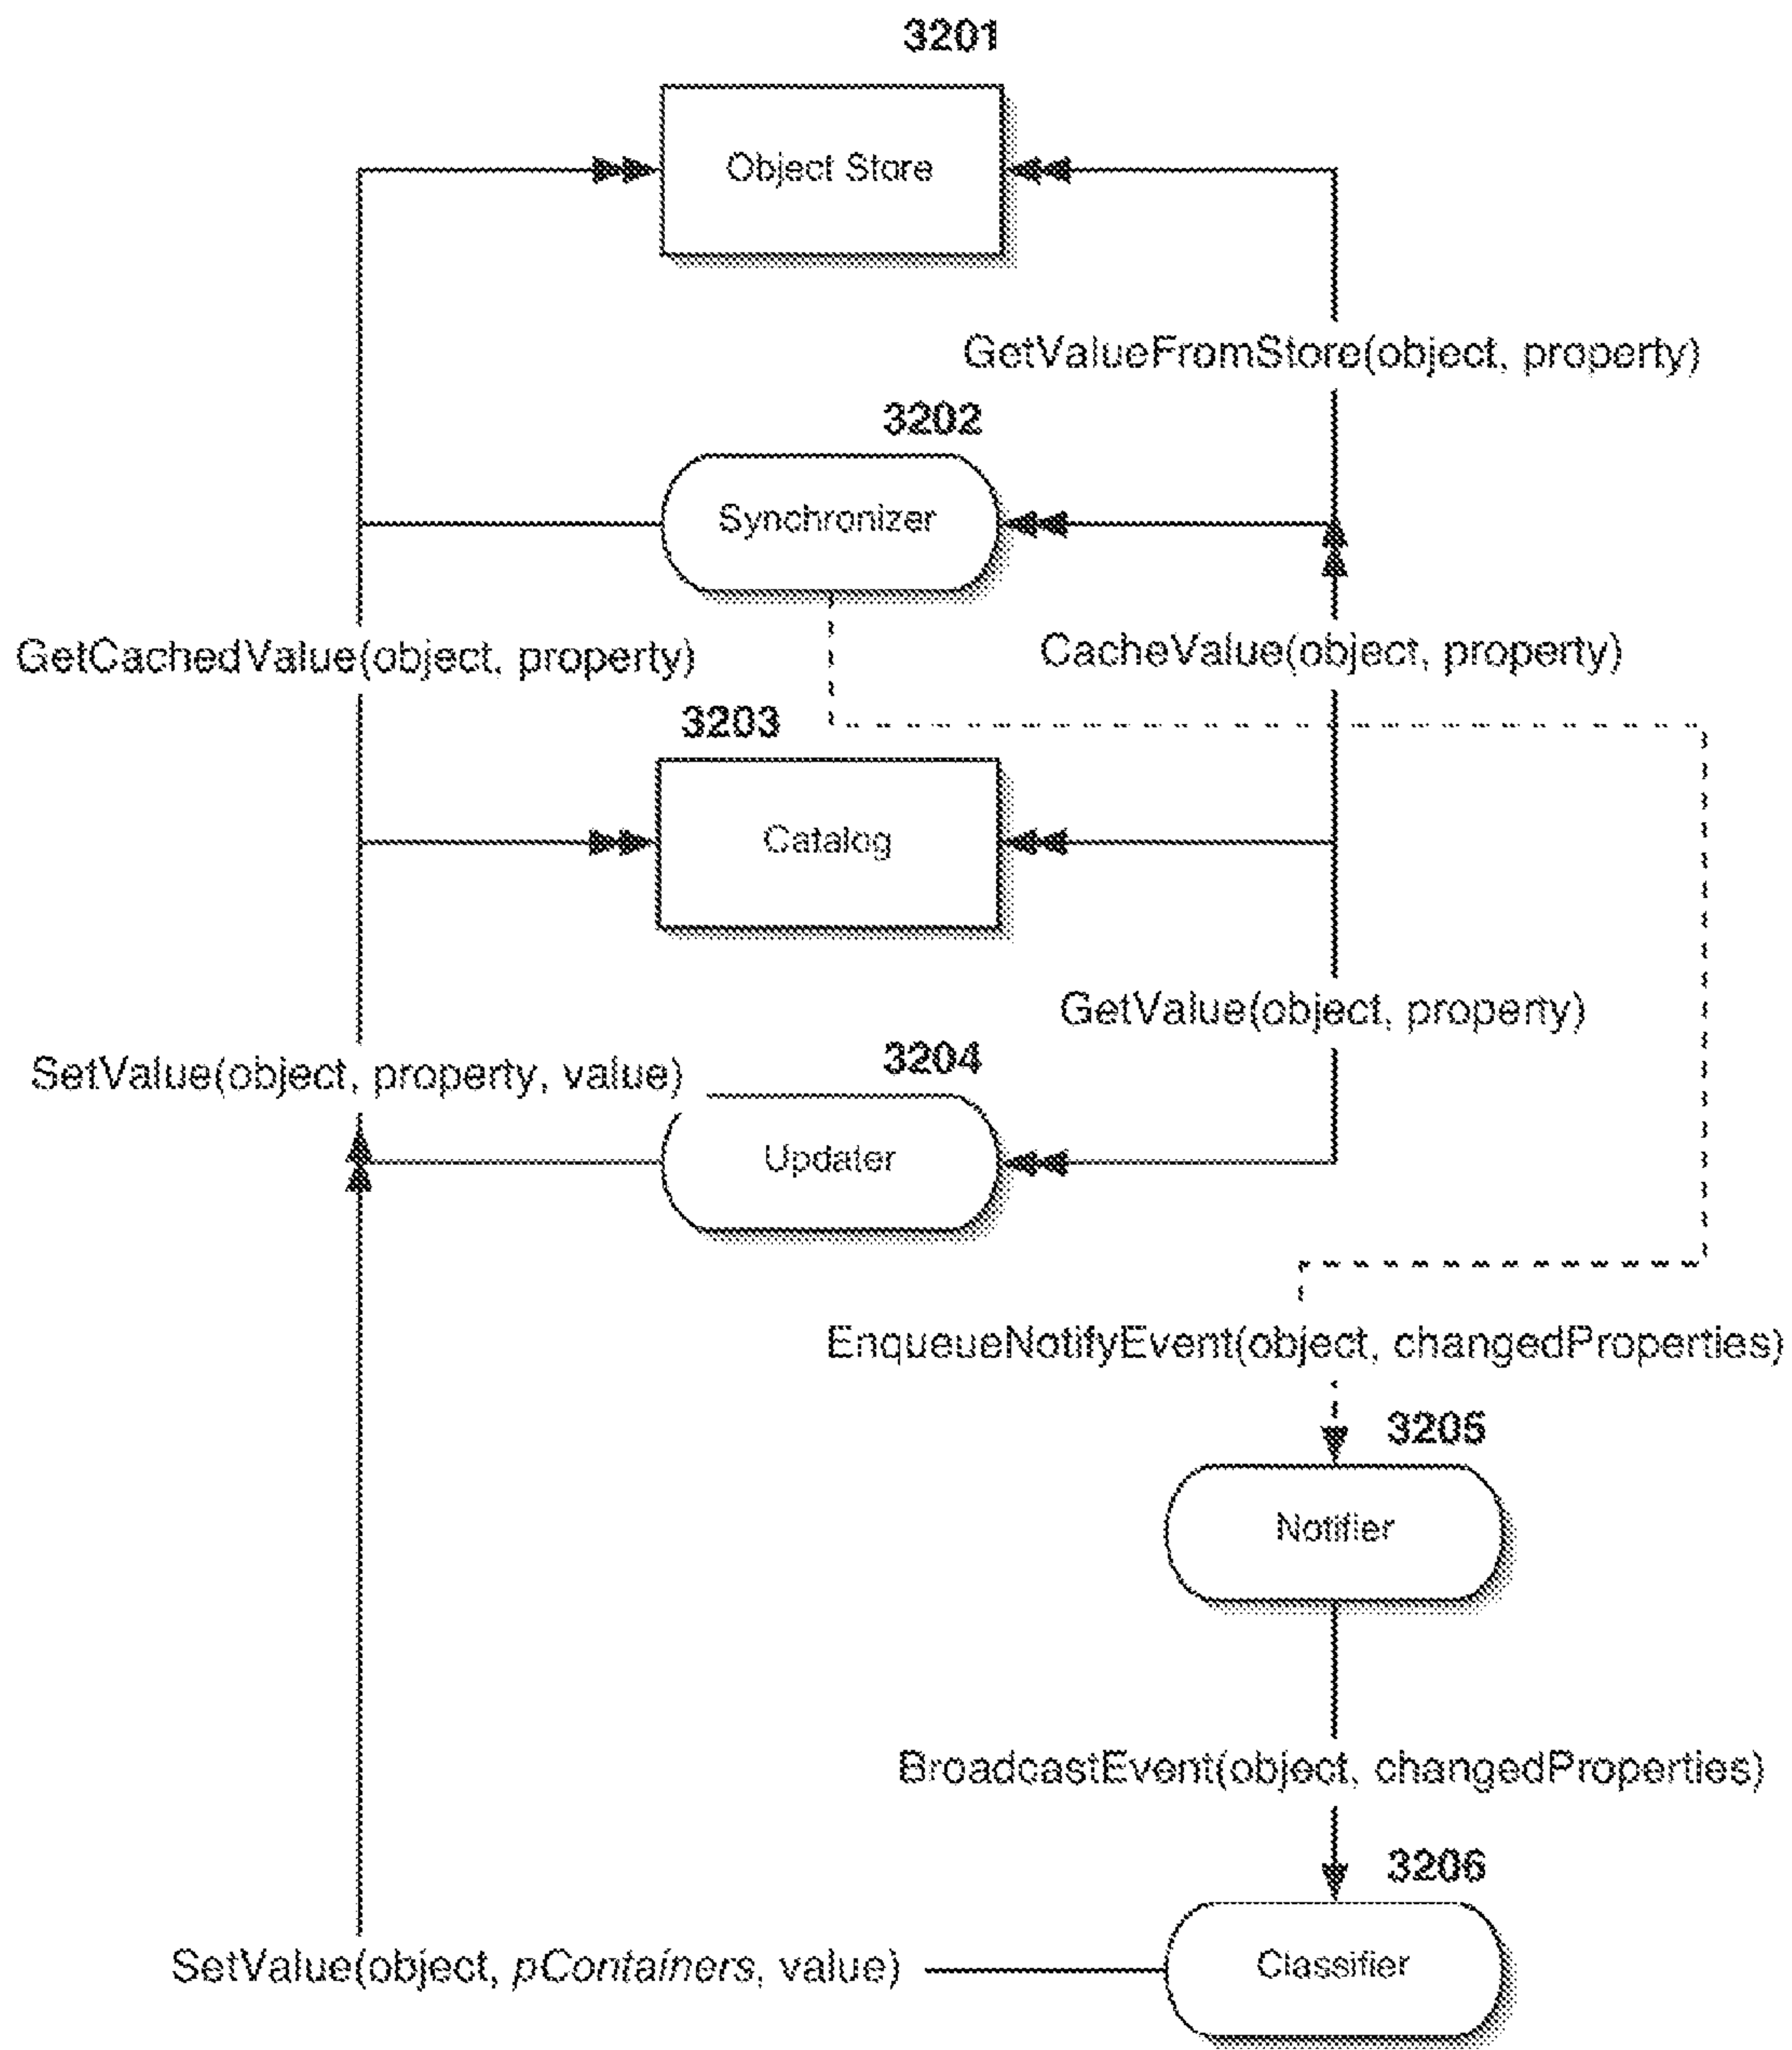 3201
Object Store
GetValueFromStore(object, property)
3202
Synchronizer
GetCachedValue(object, property)
CacheValue(object, property)
3203
Catalog
GetValue(object, property)
3204
SetValue(object, property, value)
Updater
EnqueueNotifyEvent(object, changedProperties)
3205
Notifier
BroadcastEvent(object, changedProperties)
3206
SetValue(object, pContainers, value)
Classifier